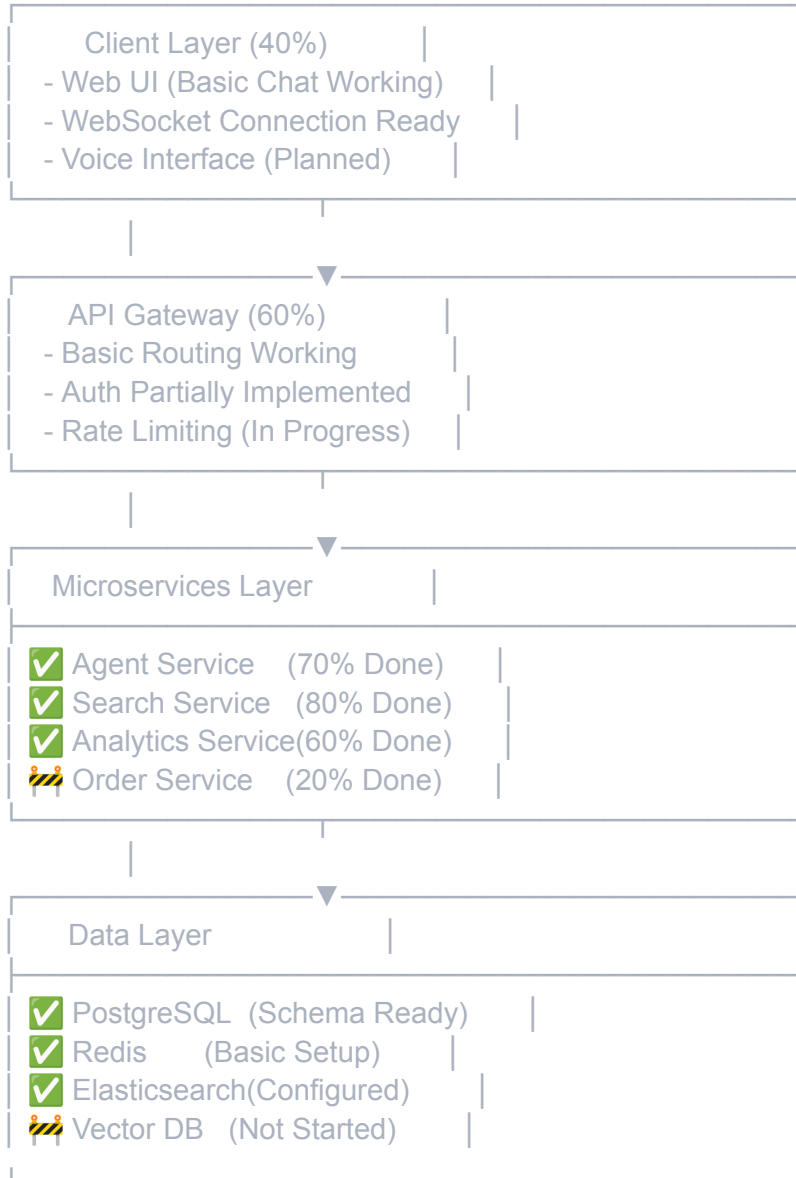 Client Layer (40%)
- Web UI (Basic Chat Working)
- WebSocket Connection Ready
- Voice Interface (Planned)
API Gateway (60%)
- Basic Routing Working
- Auth Partially Implemented
- Rate Limiting (In Progress)
Microservices Layer
✅ Agent Service (70% Done)
✅ Search Service (80% Done)
✅ Analytics Service(60% Done)
🚧 Order Service (20% Done)
Data Layer
✅ PostgreSQL (Schema Ready)
✅ Redis (Basic Setup)
✅ Elasticsearch(Configured)
🚧 Vector DB (Not Started)